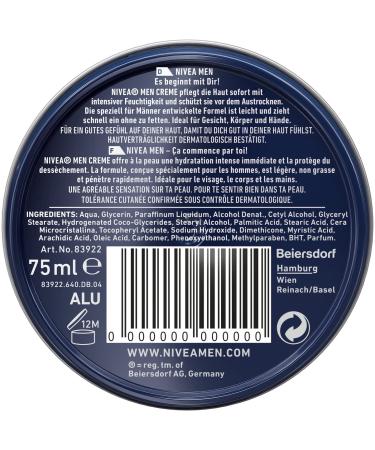 D NIVEA MEN
Es beginnt mit Dir!
NIVEA® MEN CREME pflegt die Haut sofort mit
intensiver Feuchtigkeit und schützt sie vor dem Austrocknen.
Die speziell für Männer entwickelte Formel ist leicht und zieht
schnell ein ohne zu fetten. Ideal für Gesicht, Körper und Hände.
FÜR EIN GUTES GEFÜHL AUF DEINER HAUT, DAMIT DU DICH GUT IN DEINER HAUT FÜHLST.
HAUTVERTRÄGLICHKEIT DERMATOLOGISCH BESTÄTIGT.
F NIVEA MEN – Ça commence par toi!
NIVEA® MEN CREME offre à la peau une hydratation intense immédiate et la protège du
dessèchement. La formule, conçue spécialement pour les hommes, est légère, non grasse
et pénètre rapidement. Idéale pour le visage, le corps et les mains.
UNE AGRÉABLE SENSATION SUR TA PEAU. POUR TE SENTIR BIEN DANS TA PEAU.
TOLÉRANCE CUTANÉE CONFIRMÉE SOUS CONTRÔLE DERMATOLOGIQUE.
INGREDIENTS: Aqua, Glycerin, Paraffinum Liquidum, Alcohol Denat., Cetyl Alcohol, Glyceryl
Stearate, Hydrogenated Coco-Glycerides, Stearyl Alcohol, Palmitic Acid, Stearic Acid, Cera
Microcristallina, Tocopheryl Acetate, Sodium Hydroxide, Dimethicone, Myristic Acid,
Arachidic Acid, Oleic Acid, Carbomer, Phenoxyethanol, Methylparaben, BHT, Parfum.
Art.No. 83922
75ml e
83922.640.DB.04
ALU
12M
Beiersdorf
Hamburg
Wien
Reinach/Basel
WWW.NIVEAMEN.COM
® = reg. tm. of
Beiersdorf AG, Germany